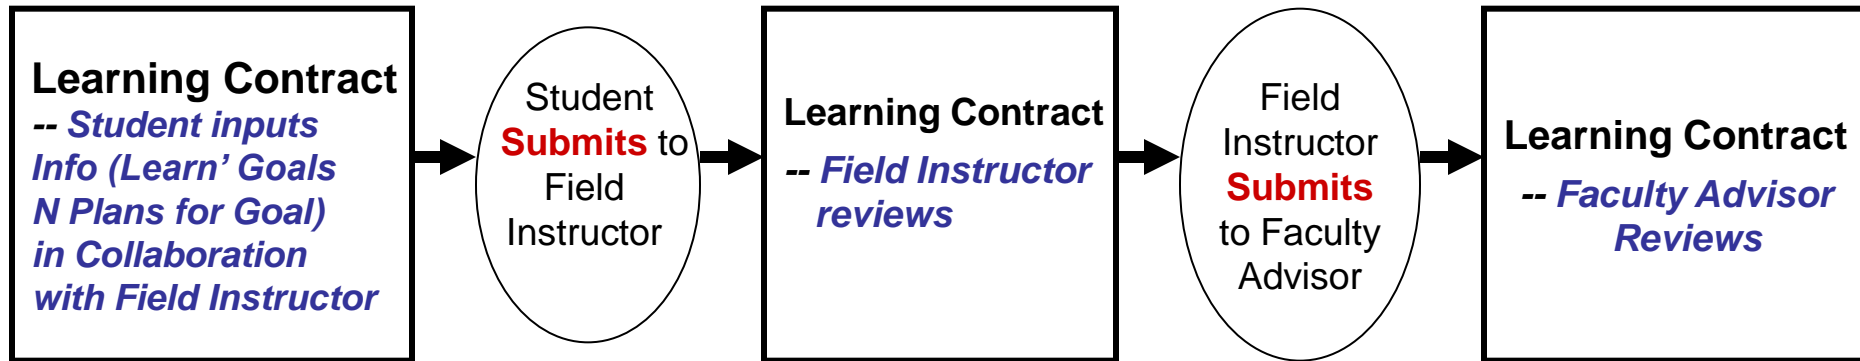 Learning Contract
-- Student inputs
Info (Learn’ Goals
N Plans for Goal)
in Collaboration
with Field Instructor
Student
Submits to
Field
Instructor
Learning Contract
-- Field Instructor
reviews
Field
Instructor
Submits
to Faculty
Advisor
Learning Contract
-- Faculty Advisor
Reviews